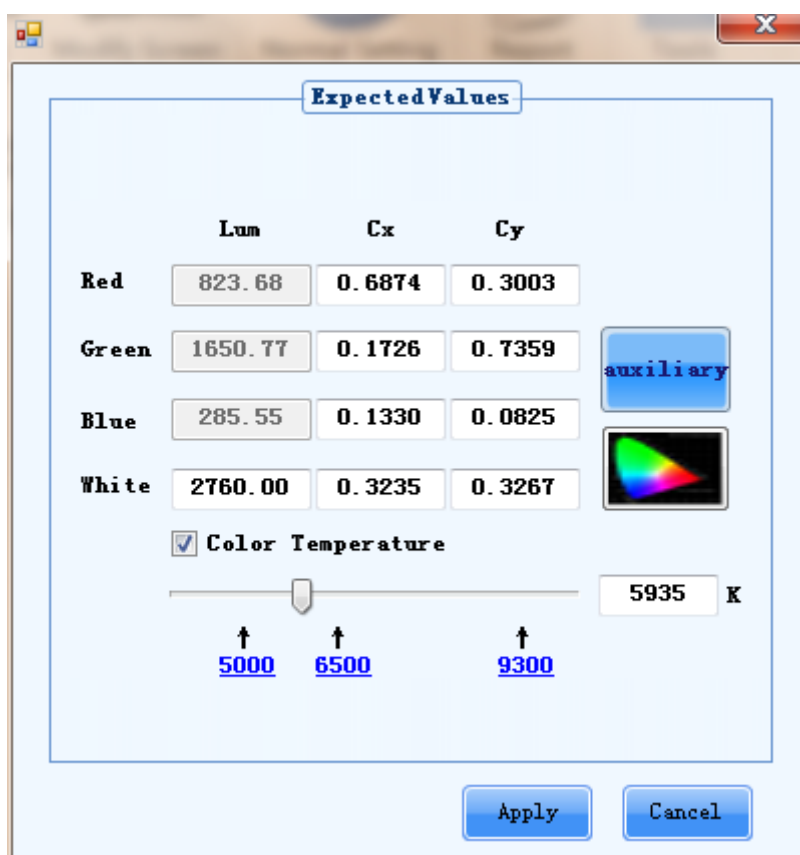 ExpectedValues
Lum Cx Cy
Red 823.68 0.6874 0.3003
Green 1650.77 0.1726 0.7359
auxiliary
Blue 285.55 0.1330 0.0825
White 2760.00 0.3235 0.3267
Color Temperature
5935 K
5000 6500 9300
Apply Cancel